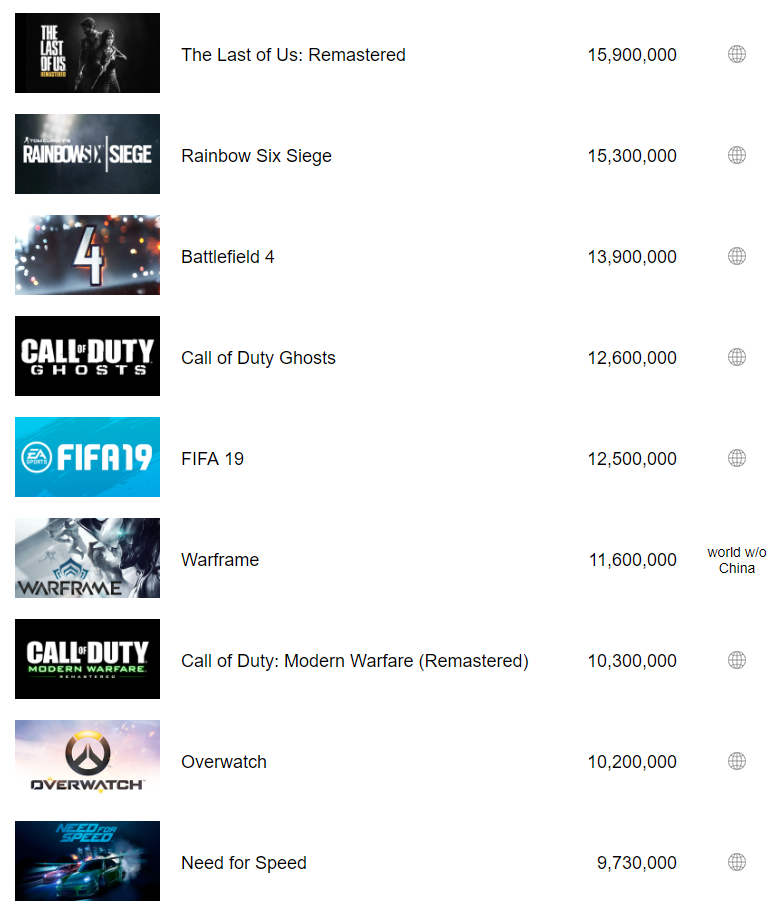 THE
LAST
OF US
REMASTERED
The Last of Us: Remastered 15,900,000
TOM CLANCY'S
RAINBOWSIX SIEGE
Rainbow Six Siege 15,300,000
4
Battlefield 4 13,900,000
CALL OF DUTY
GHOSTS
Call of Duty Ghosts 12,600,000
EA SPORTS FIFA19
FIFA 19 12,500,000
WARFRAME
Warframe 11,600,000 world w/o
China
CALL OF DUTY
MODERN WARFARE
REMASTERED
Call of Duty: Modern Warfare (Remastered) 10,300,000
OVERWATCH
Overwatch 10,200,000
NEED FOR
SPEED
Need for Speed 9,730,000